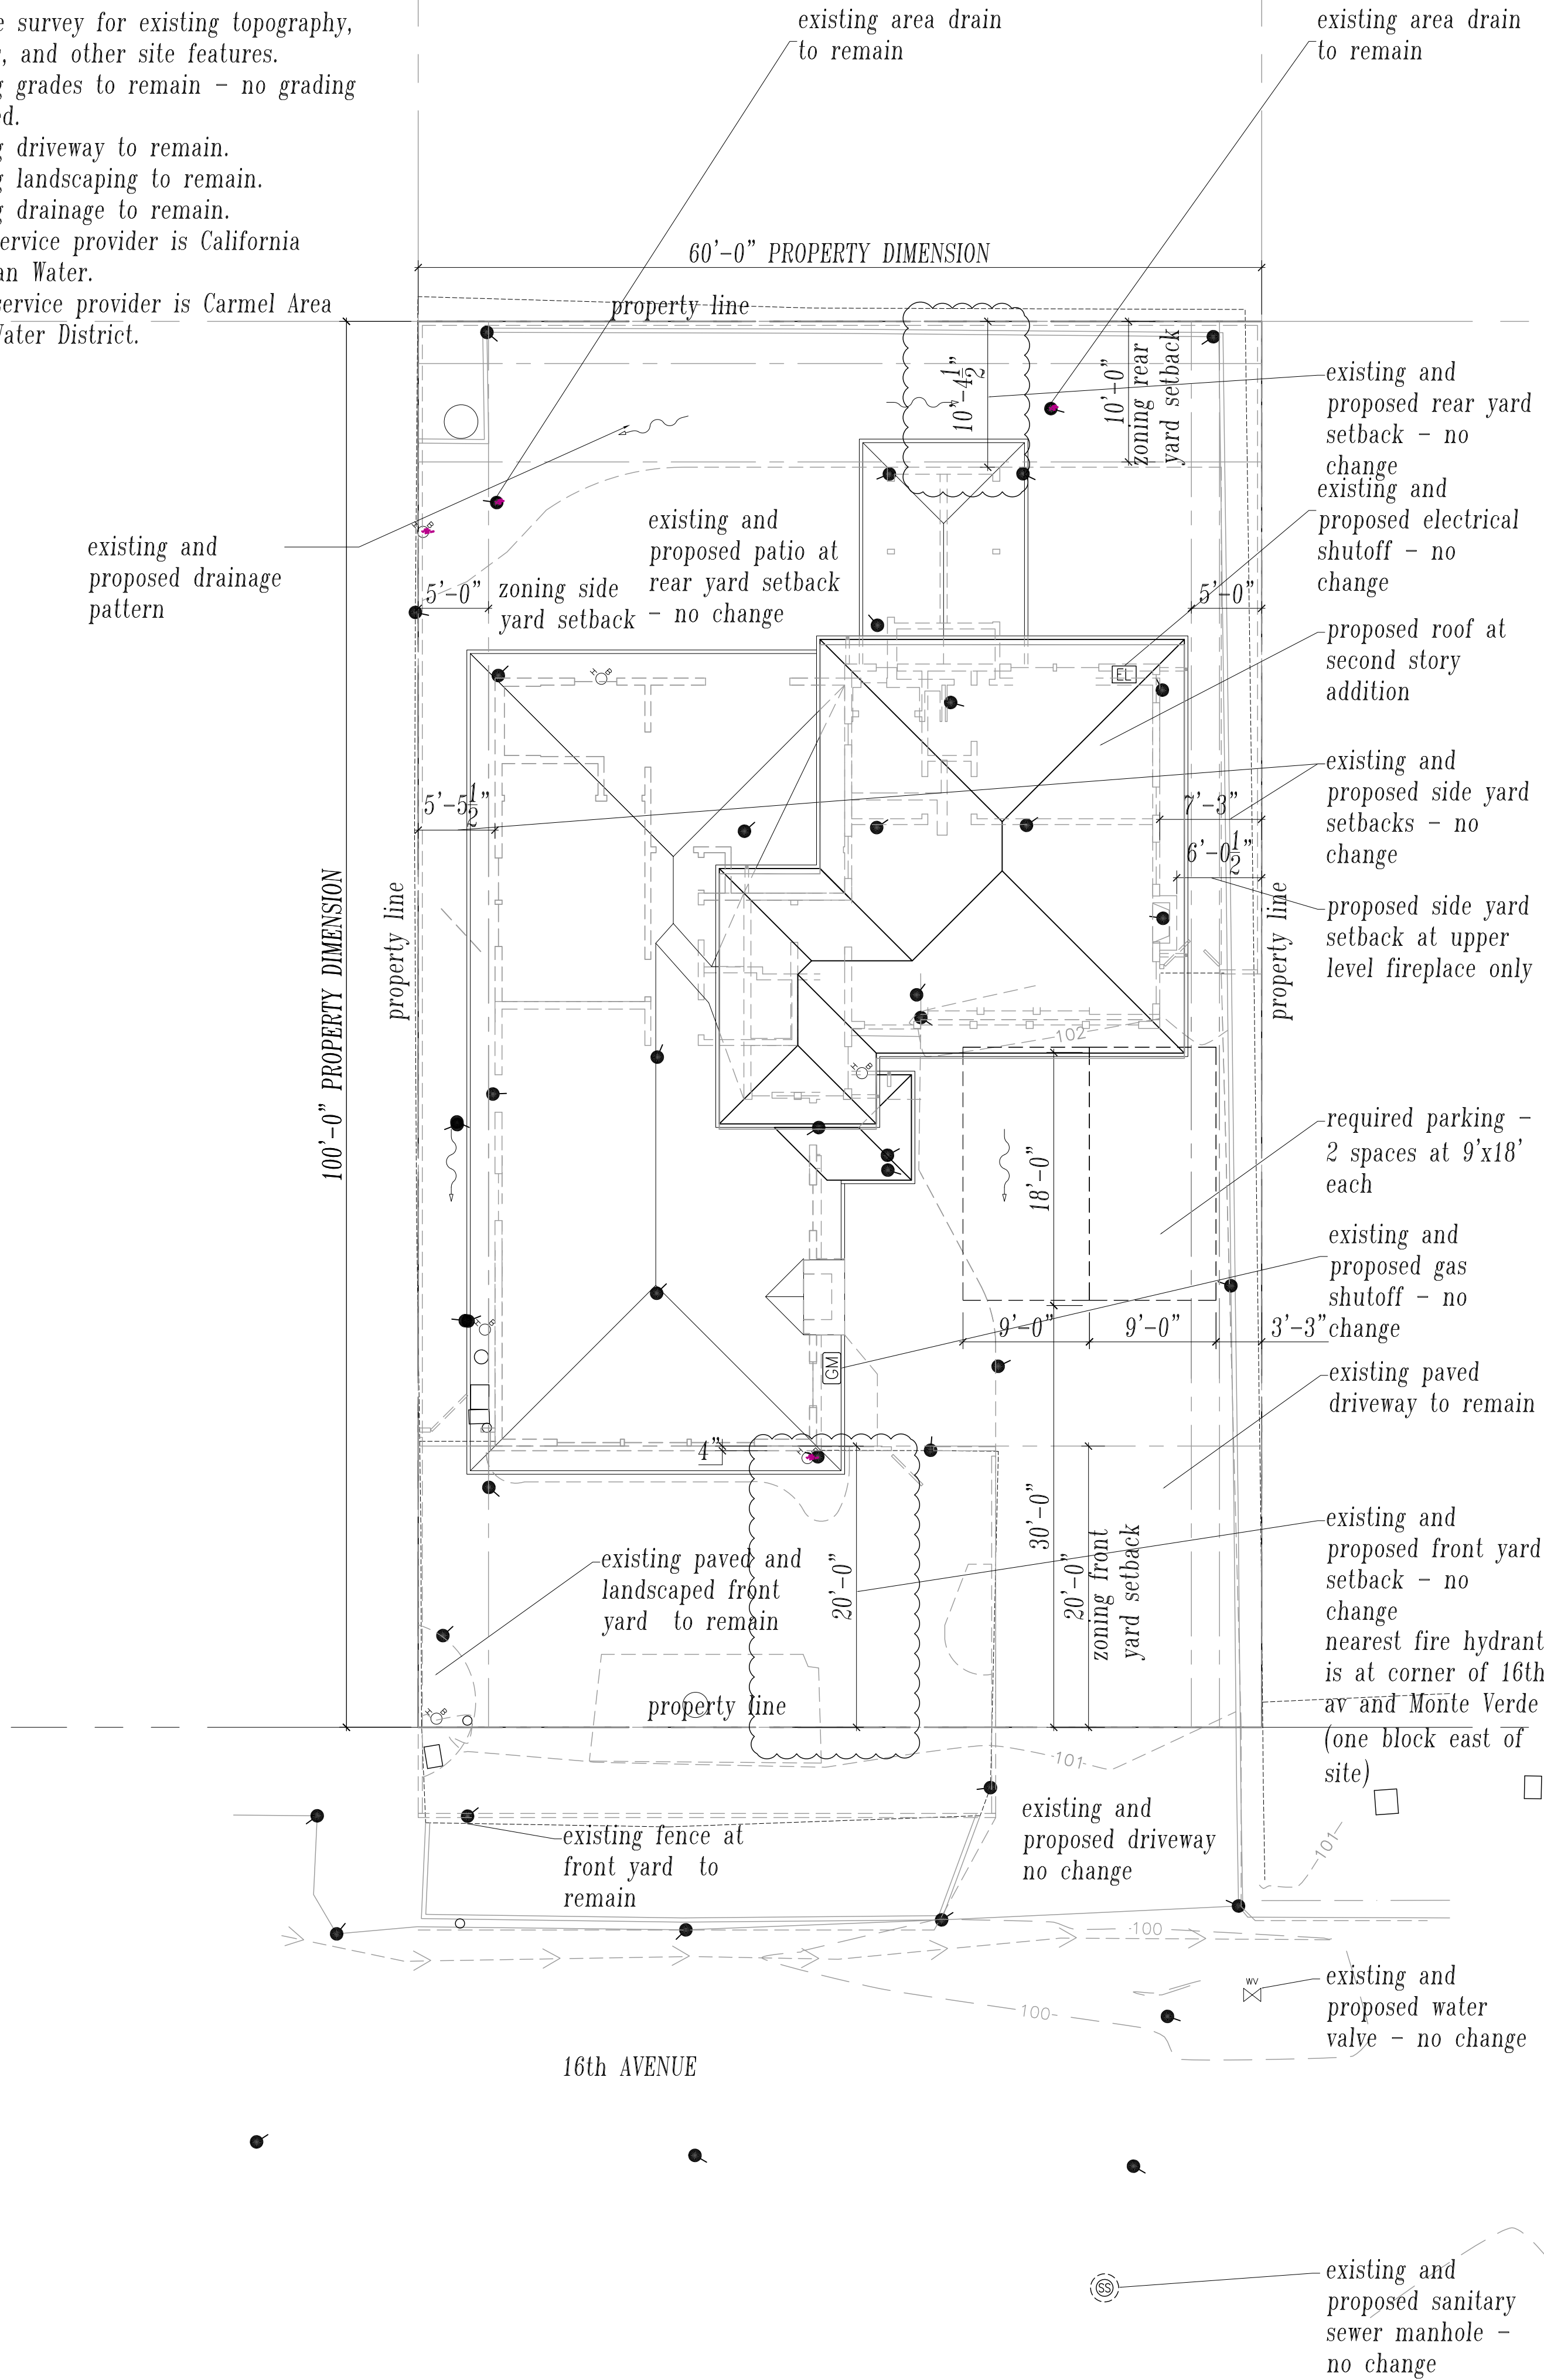 survey for existing topography,
and other site features.
grades to remain – no grading
driveway to remain.
landscaping to remain.
drainage to remain.
service provider is California
Water.
service provider is Carmel Area
Water District.
existing area drain
to remain
existing area drain
to remain
60'-0" PROPERTY DIMENSION
property line
10'-4 1/2"
10'-0"
zoning rear
yard setback
existing and
proposed rear yard
setback – no
change
existing and
proposed electrical
shutoff – no
change
existing and
proposed drainage
pattern
existing and
proposed patio at
rear yard setback
– no change
HB
5'-0"
zoning side
yard setback
5'-0"
proposed roof at
second story
addition
HB
EL
existing and
proposed side yard
setbacks – no
change
5'-5 1/2"
7'-3"
6'-0 1/2"
100'-0" PROPERTY DIMENSION
property line
property line
proposed side yard
setback at upper
level fireplace only
102
HB
required parking –
2 spaces at 9'x18'
each
18'-0"
existing and
proposed gas
shutoff – no
change
9'-0"
9'-0"
3'-3"
HB
GM
existing paved
driveway to remain
4"
HB
30'-0"
20'-0"
20'-0"
zoning front
yard setback
existing and
proposed front yard
setback – no
change
existing paved and
landscaped front
yard to remain
nearest fire hydrant
is at corner of 16th
av and Monte Verde
(one block east of
site)
property line
HB
101
101
existing and
proposed driveway
no change
existing fence at
front yard to
remain
100
100
WV
existing and
proposed water
valve – no change
16th AVENUE
SS
existing and
proposed sanitary
sewer manhole –
no change